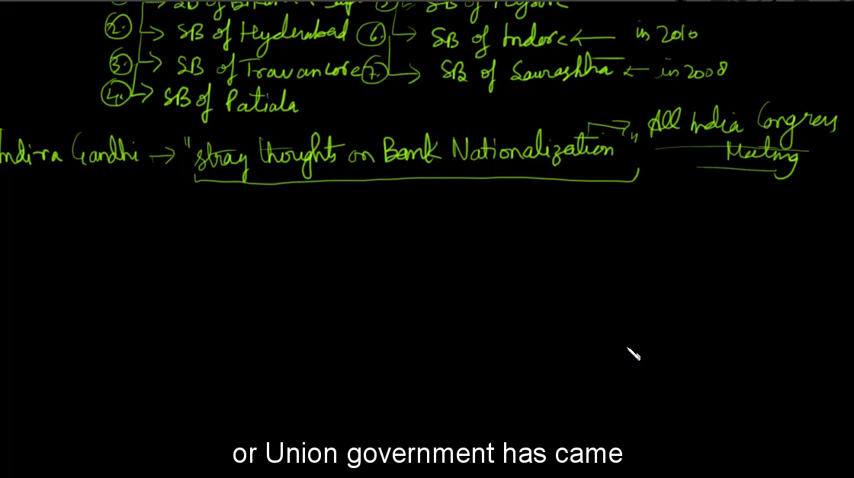 SB of
2. → SB of Hyderabad 6. → SB of Indore ← in 2010
3. → SB of Travancore 7. → SB of Saurashtra ← in 2008
4. → SB of Patiala
Indira Gandhi → "stray thoughts on Bank Nationalization" → All India Congress
Meeting
or Union government has came